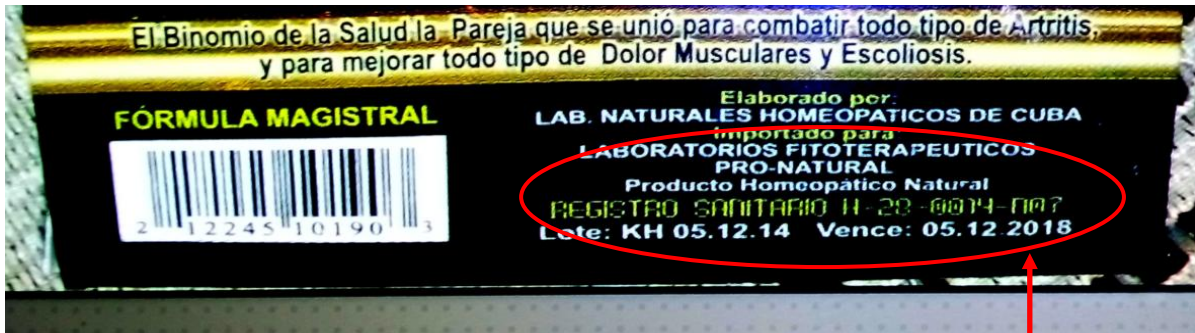 El Binomio de la Salud la Pareja que se unió para combatir todo tipo de Artritis,
y para mejorar todo tipo de Dolor Musculares y Escoliosis.
FÓRMULA MAGISTRAL
2 12245 10190 3
Elaborado por:
LAB. NATURALES HOMEOPATICOS DE CUBA
Importado para
LABORATORIOS FITOTERAPEUTICOS
PRO-NATURAL
Producto Homeopático Natural
REGISTRO SANITARIO
Lote: KH 05.12.14 Vence: 05.12.2018